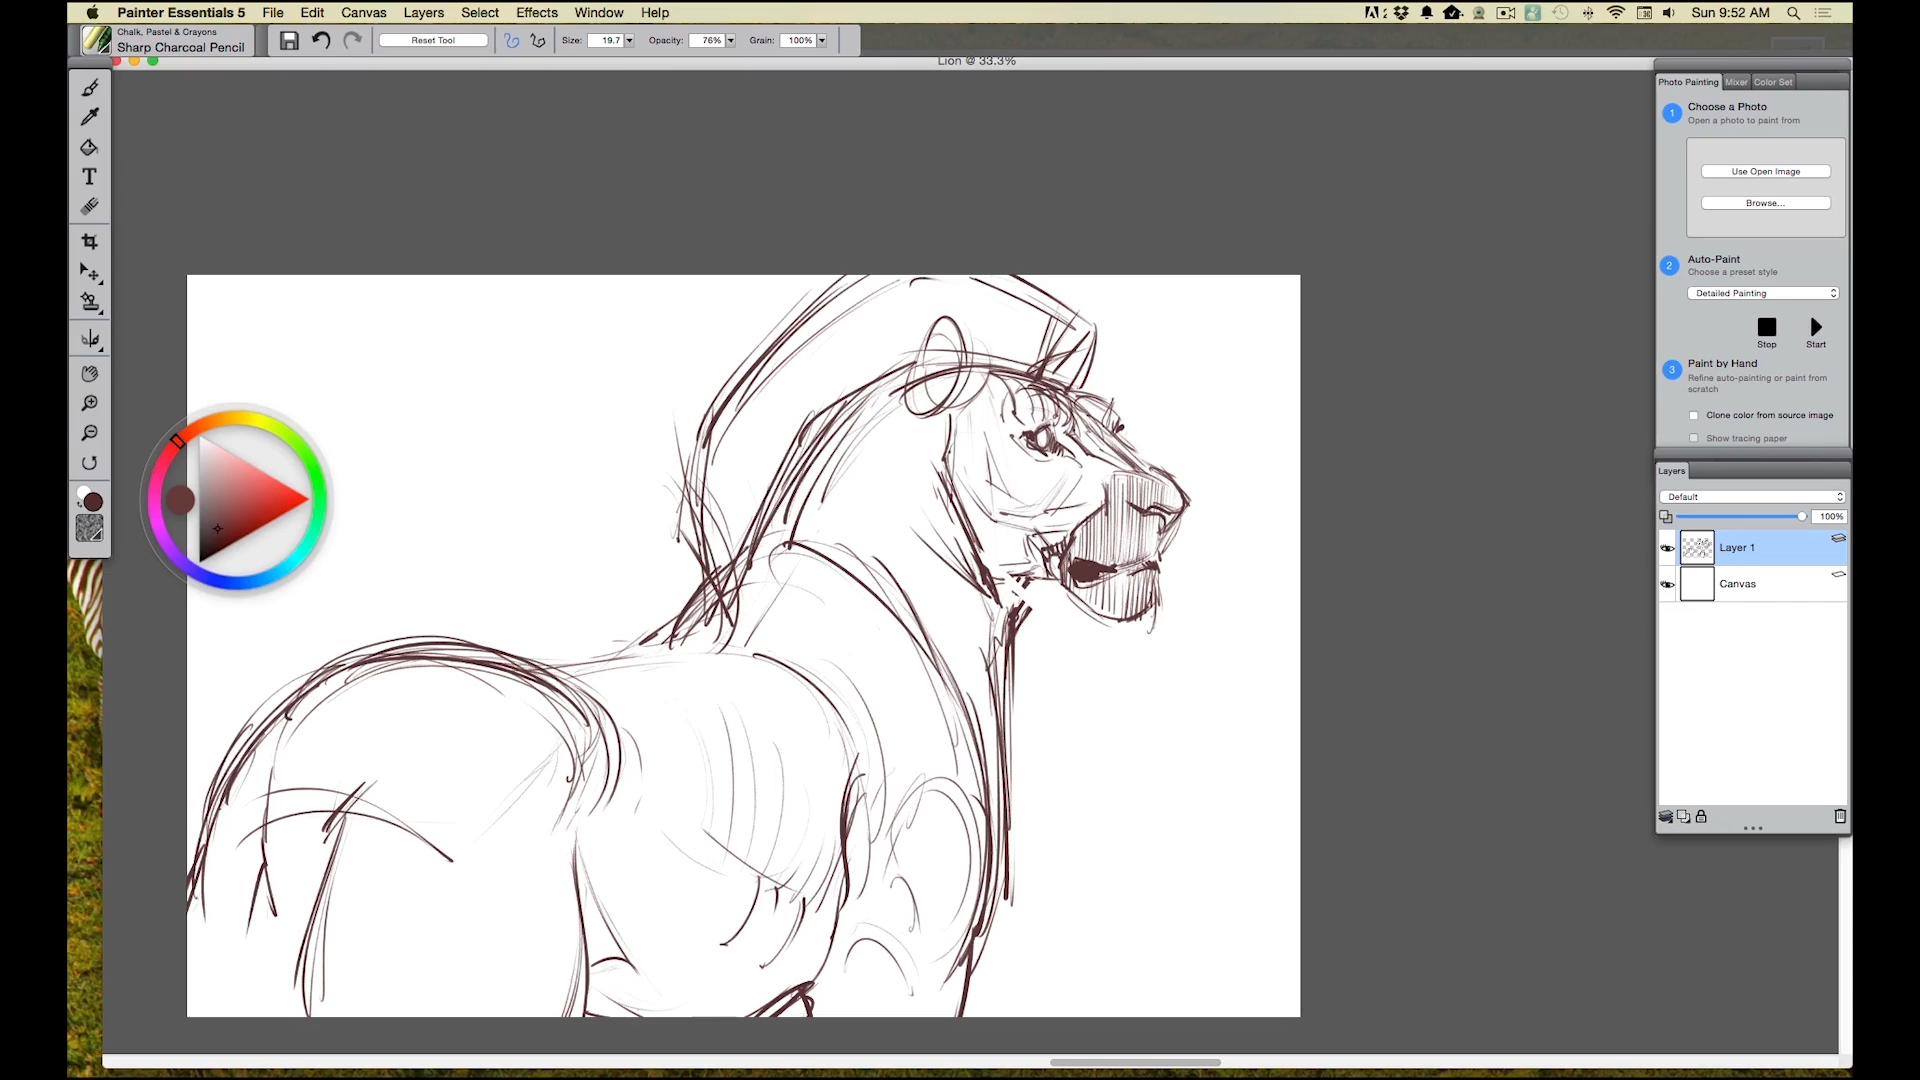 Painter Essentials 5 File Edit Canvas Layers Select Effects Window Help
Sun 9:52 AM
Chalk, Pastel & Crayons
Sharp Charcoal Pencil
Reset Tool
Size: 19.7
Opacity: 76%
Grain: 100%
Lion @ 33.3%
T
Photo Painting Mixer Color Set
1 Choose a Photo
Open a photo to paint from
Use Open Image
Browse...
2 Auto-Paint
Choose a preset style
Detailed Painting
Stop Start
3 Paint by Hand
Refine auto-painting or paint from
scratch
Clone color from source image
Show tracing paper
Layers
Default
100%
Layer 1
Canvas